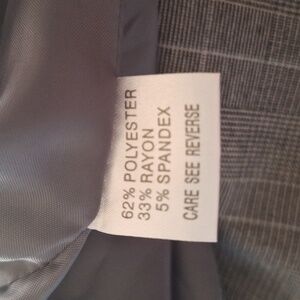 62% POLYESTER
33% RAYON
5% SPANDEX
CARE SEE REVERSE